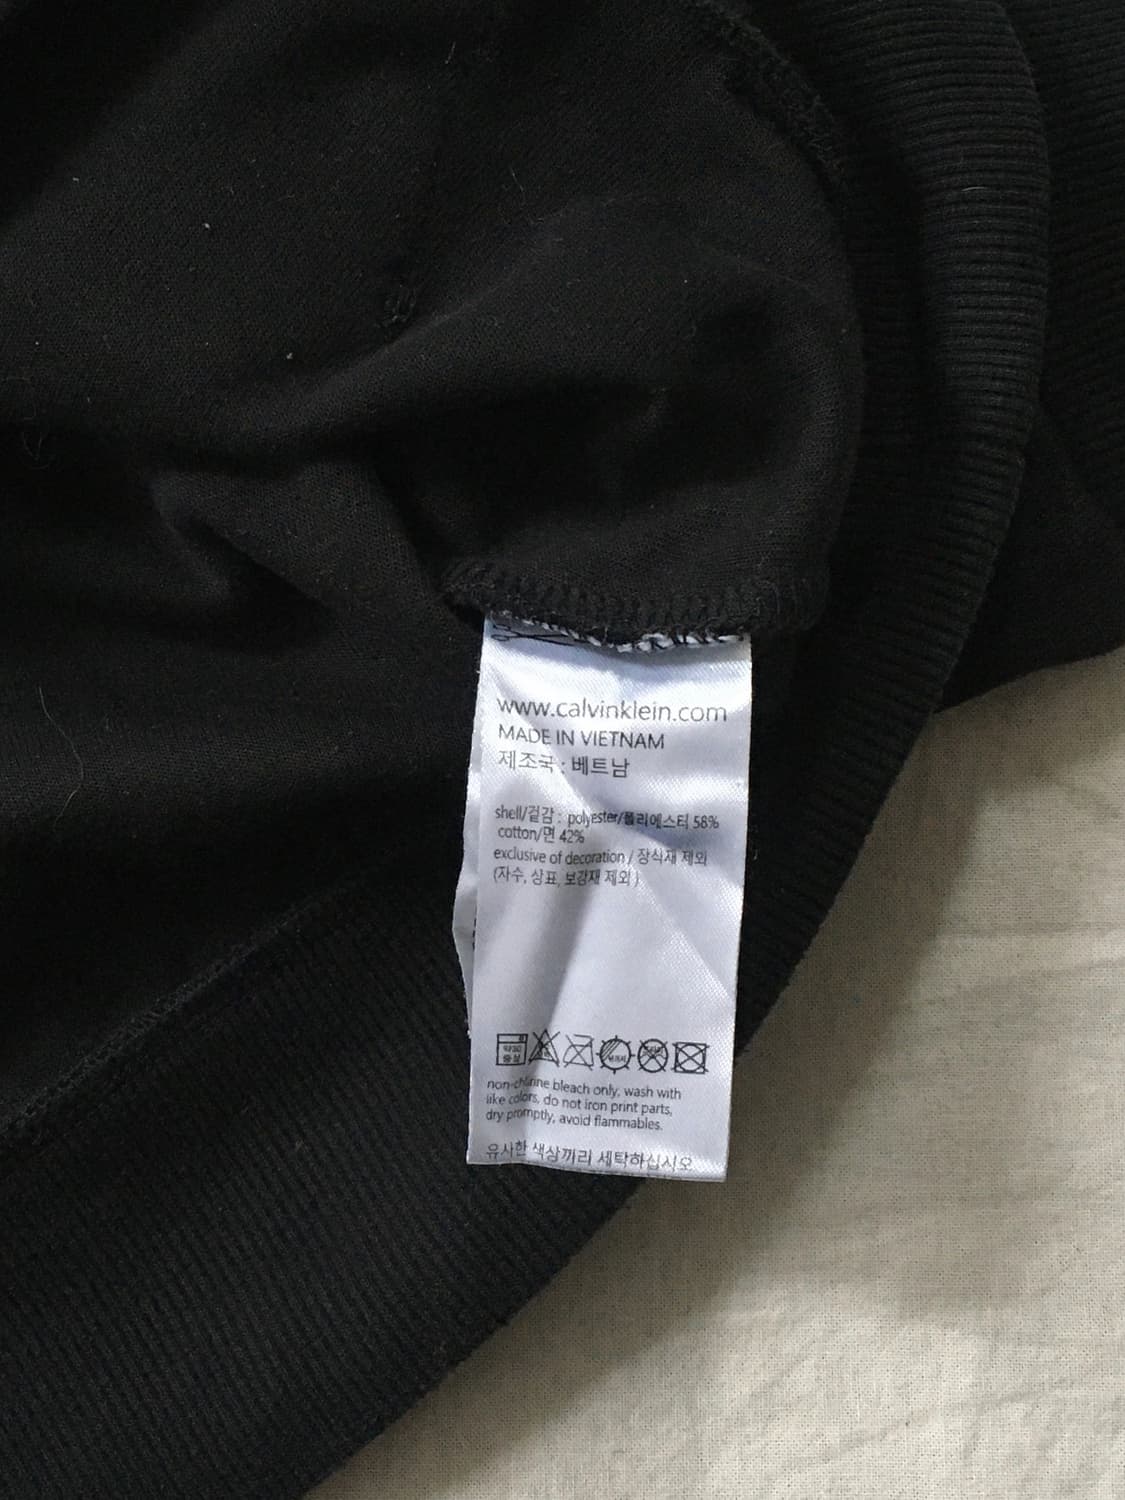 www.calvinklein.com
MADE IN VIETNAM
제조국 : 베트남
shell/겉감 : polyester/폴리에스터 58%
cotton/면 42%
exclusive of decoration / 장식재 제외
(자수, 상표, 보강재 제외)
non-chlorine bleach only, wash with
like colors, do not iron print parts,
dry promptly, avoid flammables.
유사한 색상끼리 세탁하십시오